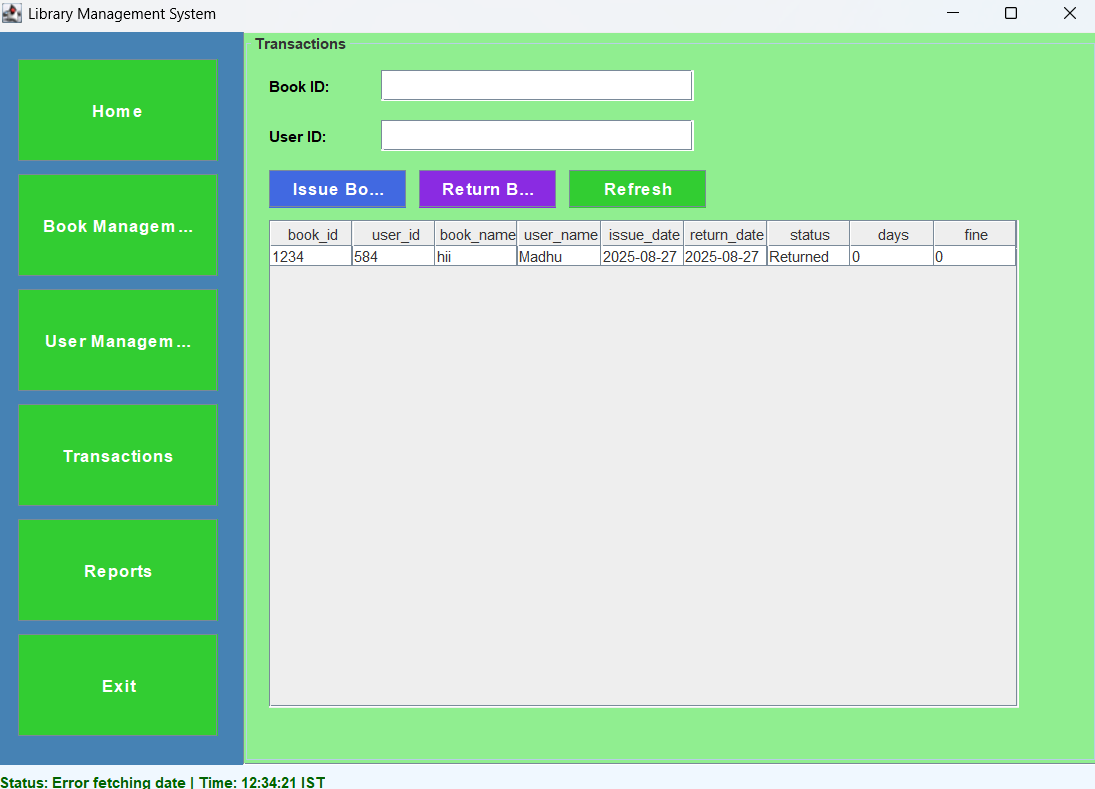 Library Management System
Home
Book Managem...
User Managem...
Transactions
Reports
Exit
Transactions
Book ID:
User ID:
Issue Bo... Return B... Refresh
book_id user_id book_name user_name issue_date return_date status days fine
1234 584 hii Madhu 2025-08-27 2025-08-27 Returned 0 0
Status: Error fetching date | Time: 12:34:21 IST